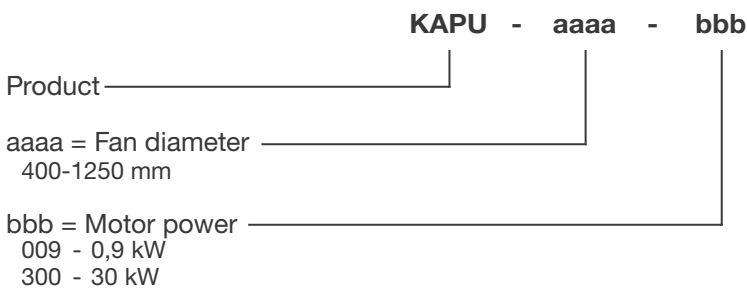 KAPU - aaaa - bbb
Product
aaaa = Fan diameter
400-1250 mm
bbb = Motor power
009 - 0,9 kW
300 - 30 kW